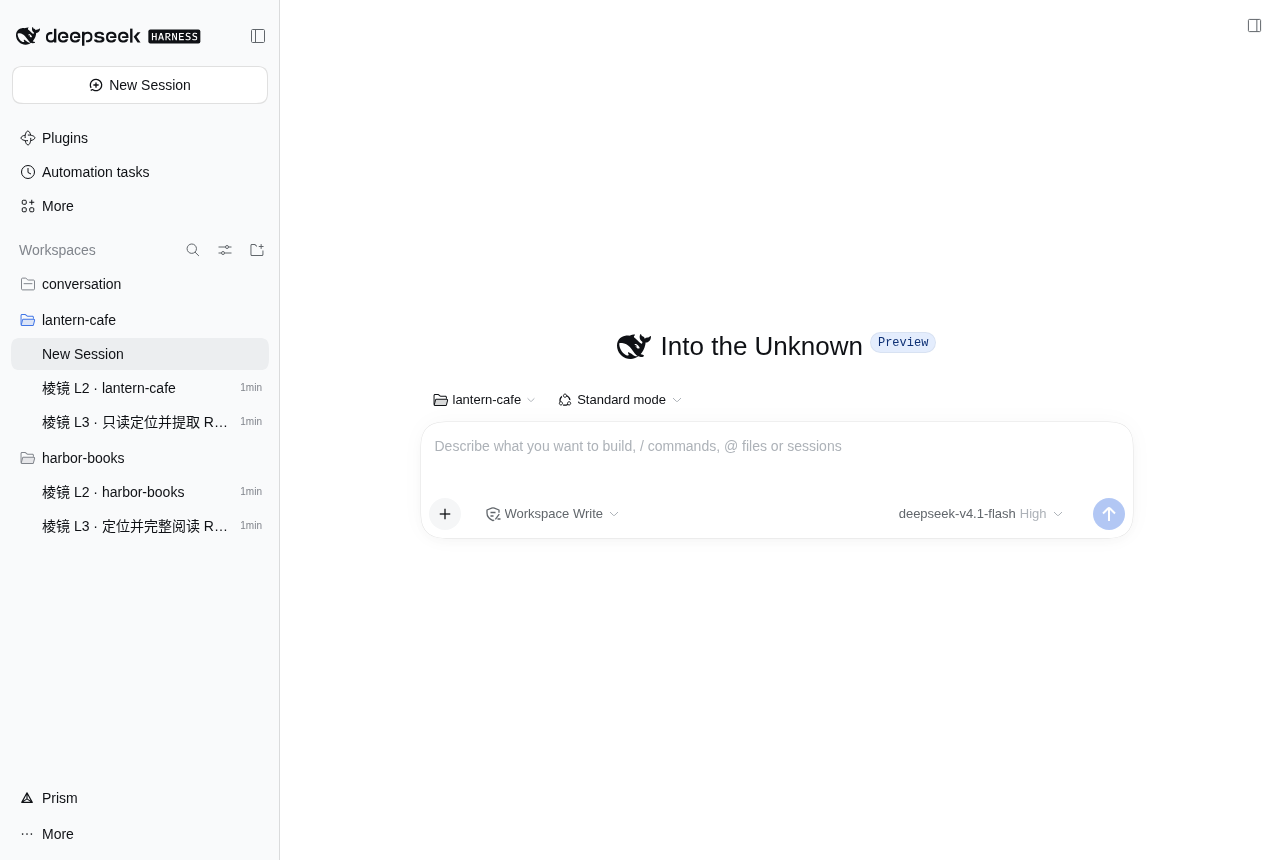 deepseek HARNESS
New Session
Plugins
Automation tasks
More
Workspaces
conversation
lantern-cafe
New Session
棱镜 L2 · lantern-cafe 1min
棱镜 L3 · 只读定位并提取 R… 1min
harbor-books
棱镜 L2 · harbor-books 1min
棱镜 L3 · 定位并完整阅读 R… 1min
Prism
More
Into the Unknown Preview
lantern-cafe Standard mode
Describe what you want to build, / commands, @ files or sessions
Workspace Write deepseek-v4.1-flash High